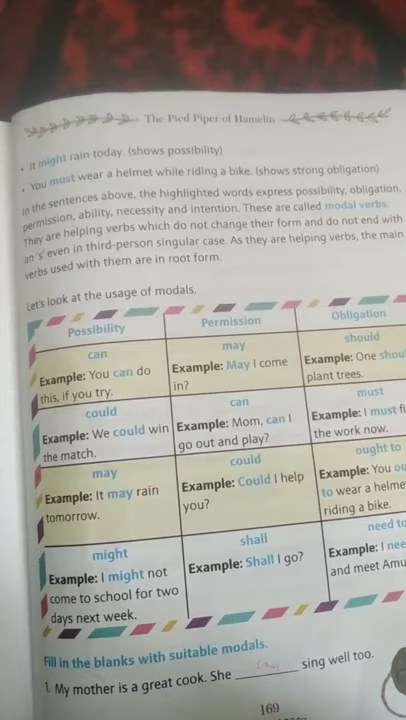 The Pied Piper of Hamelin
• It might rain today. (shows possibility)
• You must wear a helmet while riding a bike. (shows strong obligation)
In the sentences above, the highlighted words express possibility, obligation,
permission, ability, necessity and intention. These are called modal verbs.
They are helping verbs which do not change their form and do not end with
an 's' even in third-person singular case. As they are helping verbs, the main
verbs used with them are in root form.
Let's look at the usage of modals.
Possibility
Permission
Obligation
can
Example: You can do
this, if you try.
may
Example: May I come
in?
should
Example: One shou
plant trees.
could
Example: We could win
the match.
can
Example: Mom, can I
go out and play?
must
Example: I must fi
the work now.
may
Example: It may rain
tomorrow.
could
Example: Could I help
you?
ought to
Example: You ou
to wear a helme
riding a bike.
might
Example: I might not
come to school for two
days next week.
shall
Example: Shall I go?
need to
Example: I nee
and meet Amu
Fill in the blanks with suitable modals.
1. My mother is a great cook. She ________ sing well too.
169